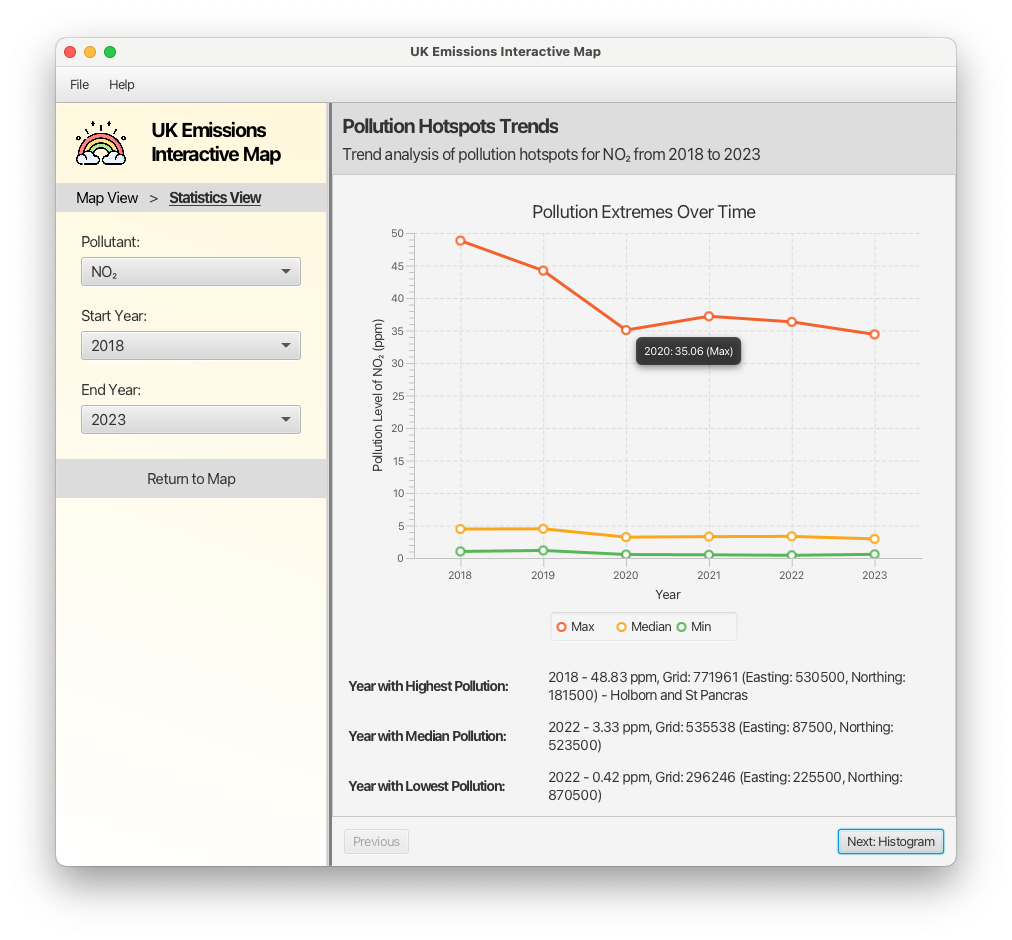 UK Emissions Interactive Map
File Help
UK Emissions
Interactive Map
Map View > Statistics View
Pollutant:
NO₂
Start Year:
2018
End Year:
2023
Return to Map
Pollution Hotspots Trends
Trend analysis of pollution hotspots for NO₂ from 2018 to 2023
Pollution Extremes Over Time
Pollution Level of NO₂ (ppm)
50
45
40
35
30
25
20
15
10
5
0
2020: 35.06 (Max)
2018 2019 2020 2021 2022 2023
Year
Max Median Min
Year with Highest Pollution:
2018 - 48.83 ppm, Grid: 771961 (Easting: 530500, Northing:
181500) - Holborn and St Pancras
Year with Median Pollution:
2022 - 3.33 ppm, Grid: 535538 (Easting: 87500, Northing:
523500)
Year with Lowest Pollution:
2022 - 0.42 ppm, Grid: 296246 (Easting: 225500, Northing:
870500)
Previous
Next: Histogram